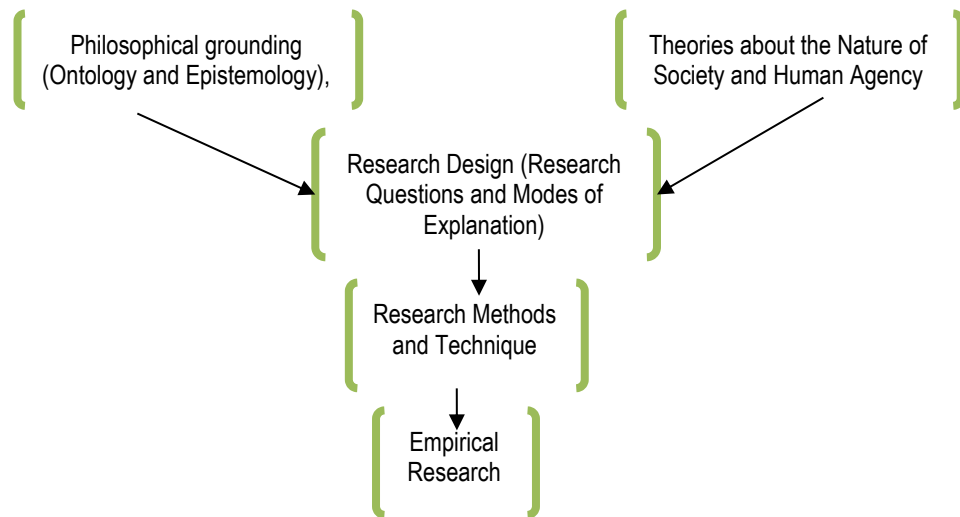 Philosophical grounding
(Ontology and Epistemology),
Theories about the Nature of
Society and Human Agency
Research Design (Research
Questions and Modes of
Explanation)
Research Methods
and Technique
Empirical
Research